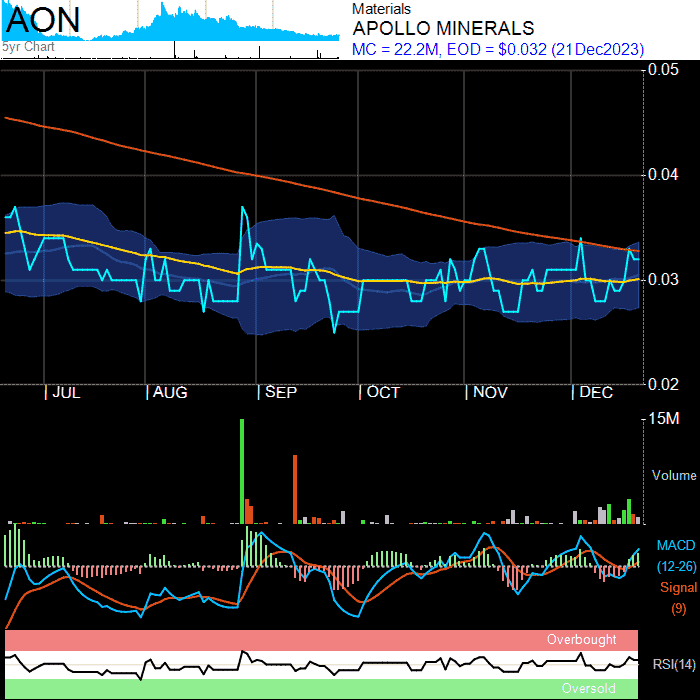 AON
5yr Chart
Materials
APOLLO MINERALS
MC = 22.2M, EOD = $0.032 (21Dec2023)
0.05
0.04
0.03
0.02
JUL
AUG
SEP
OCT
NOV
DEC
15M
Volume
MACD
(12-26)
Signal
(9)
Overbought
RSI(14)
Oversold